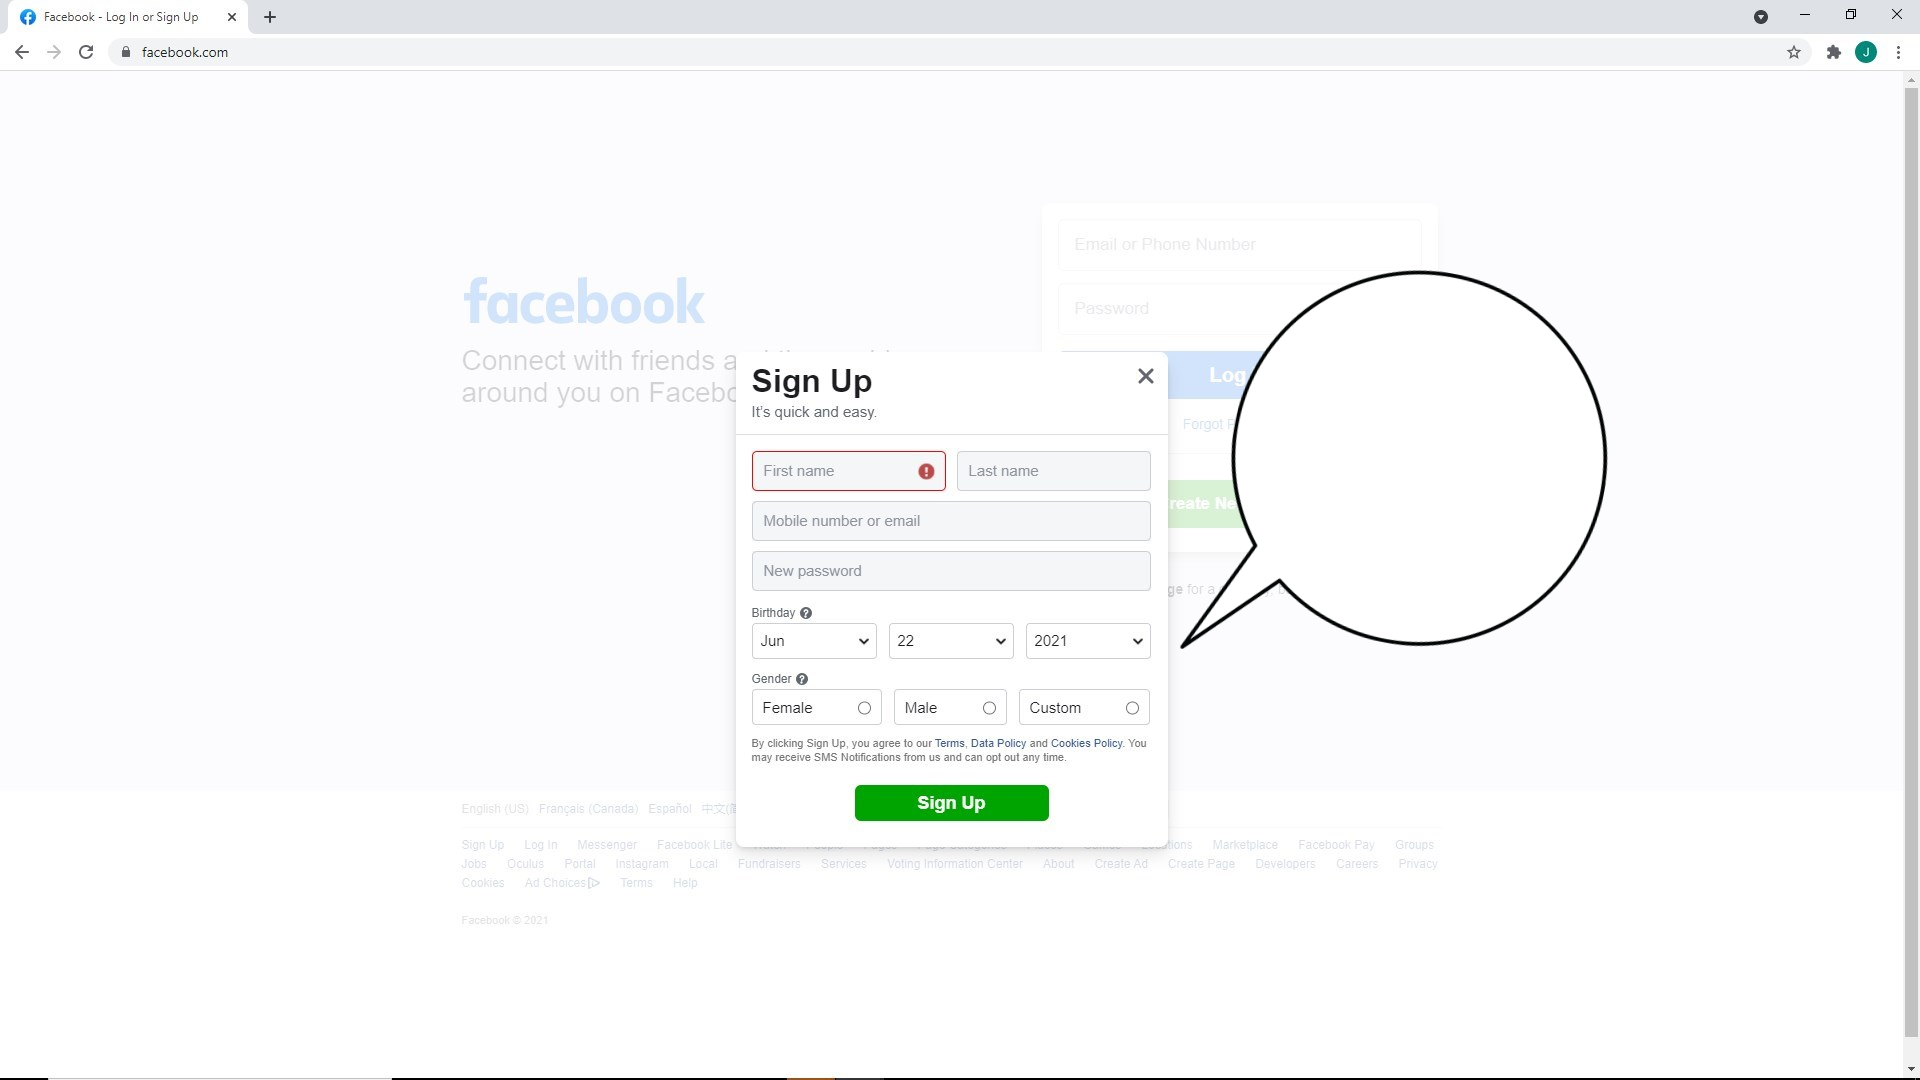 Facebook - Log In or Sign Up
facebook.com
J
Email or Phone Number
facebook
Password
Connect with friends a
around you on Facebo
Log
Forgot P
Sign Up
It's quick and easy.
First name
Last name
reate Ne
Mobile number or email
New password
ge for a
Birthday
Jun
22
2021
Gender
Female
Male
Custom
By clicking Sign Up, you agree to our Terms, Data Policy and Cookies Policy. You
may receive SMS Notifications from us and can opt out any time.
Sign Up
English (US) Français (Canada) Español 中文(简
Sign Up Log In Messenger Facebook Lite Marketplace Facebook Pay Groups
Jobs Oculus Portal Instagram Local Fundraisers Services Voting Information Center About Create Ad Create Page Developers Careers Privacy
Cookies Ad Choices Terms Help
Facebook © 2021